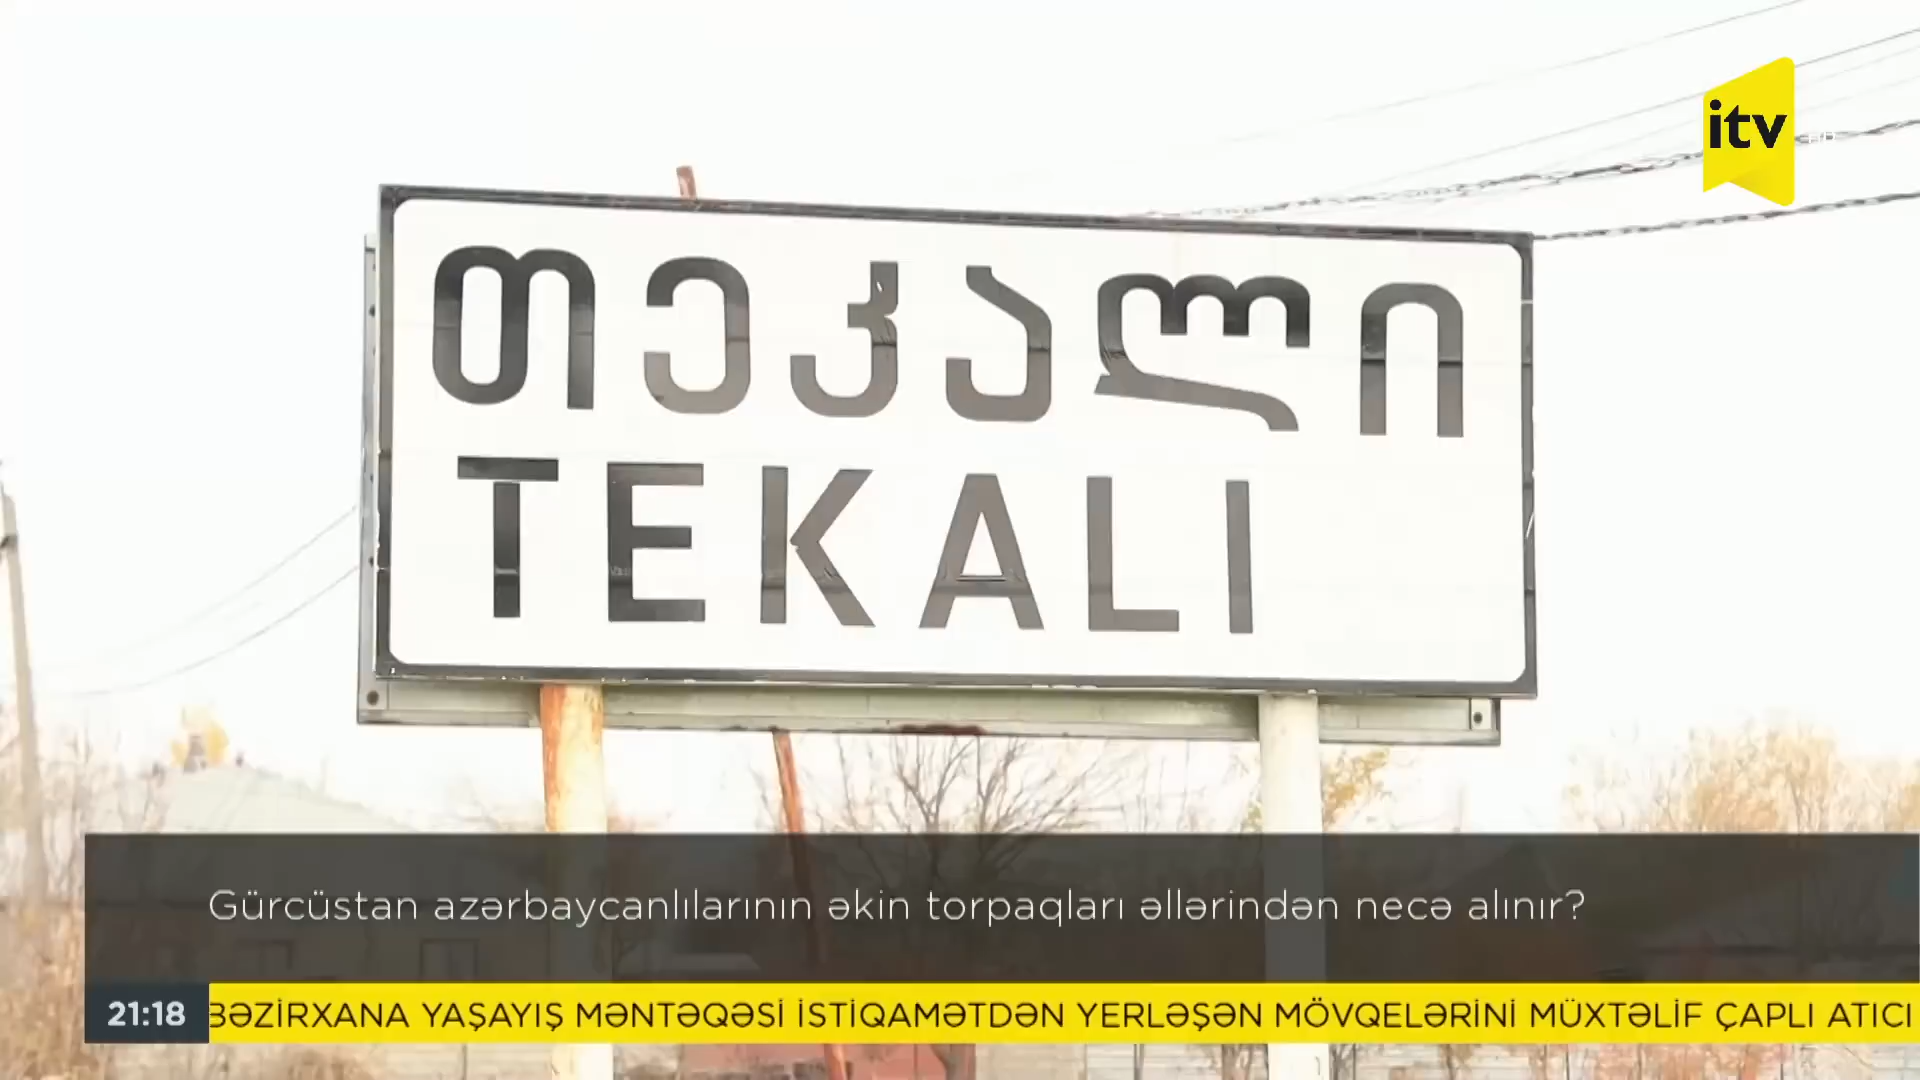 itv
HD
თეკალი
TEKALI
Gürcüstan azərbaycanlılarının əkin torpaqları əllərindən necə alınır?
21:18 BƏZİRXANA YAŞAYIŞ MƏNTƏQƏSİ İSTİQAMƏTDƏN YERLƏŞƏN MÖVQELƏRİNİ MÜXTƏLİF ÇAPLI ATICI